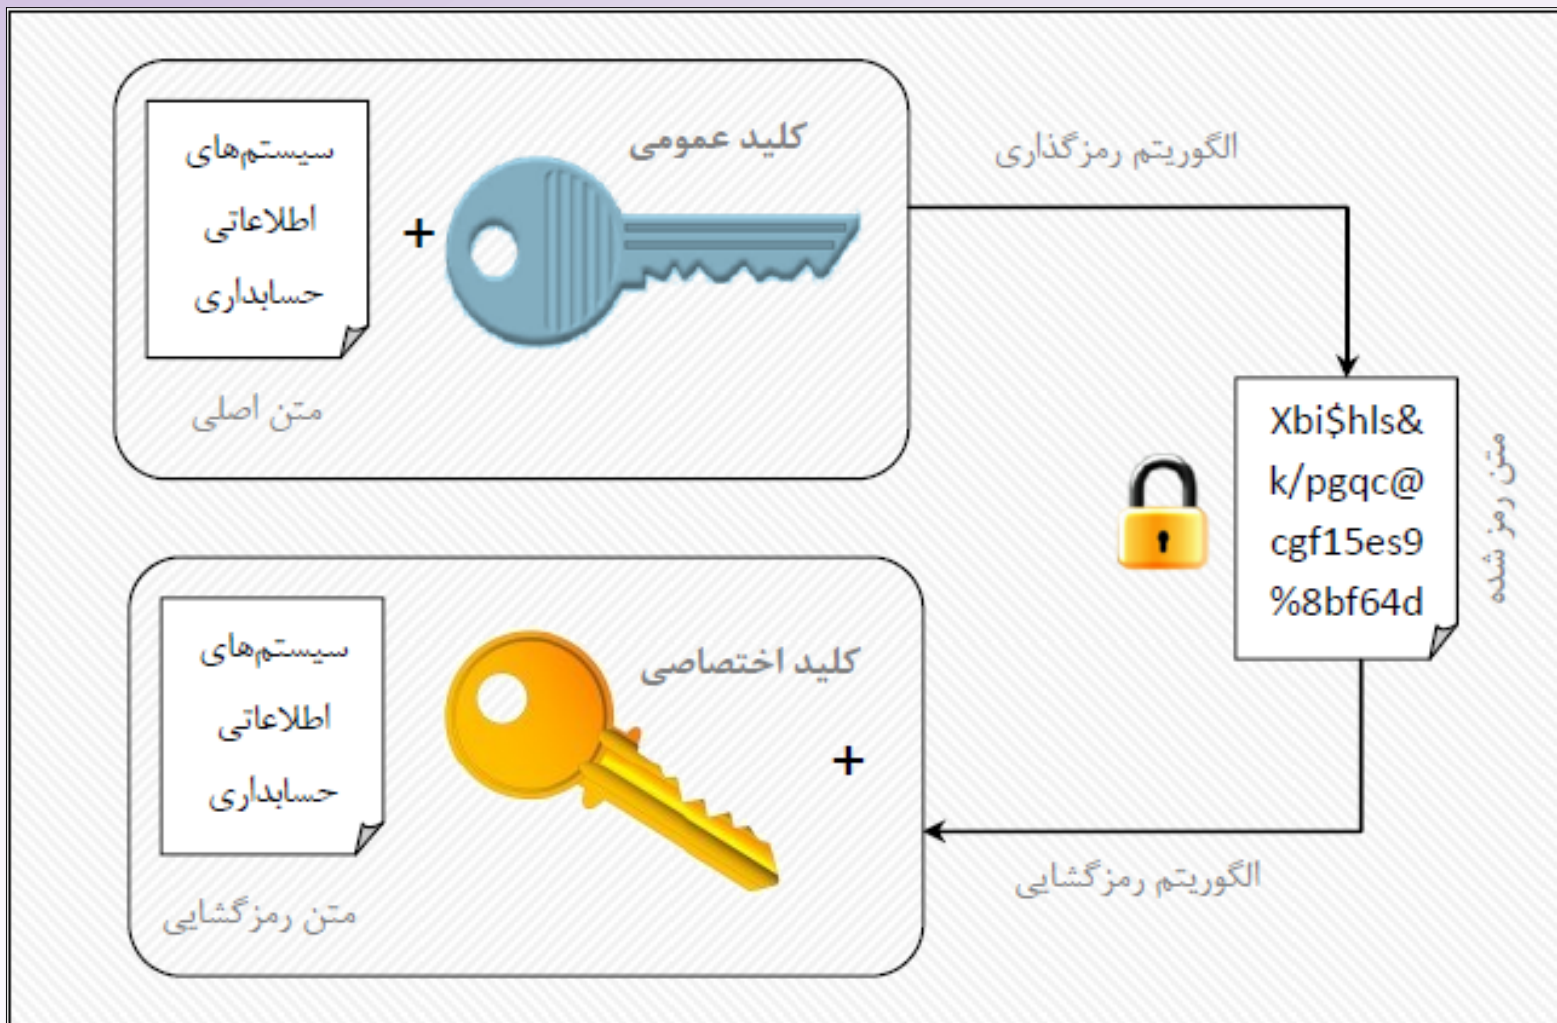 کلید عمومی
سیستم‌های
اطلاعاتی
حسابداری
+
متن اصلی
الگوریتم رمزگذاری
Xbi$hls&
k/pgqc@
cgf15es9
%8bf64d
متن رمز شده
الگوریتم رمزگشایی
کلید اختصاصی
+
سیستم‌های
اطلاعاتی
حسابداری
متن رمزگشایی